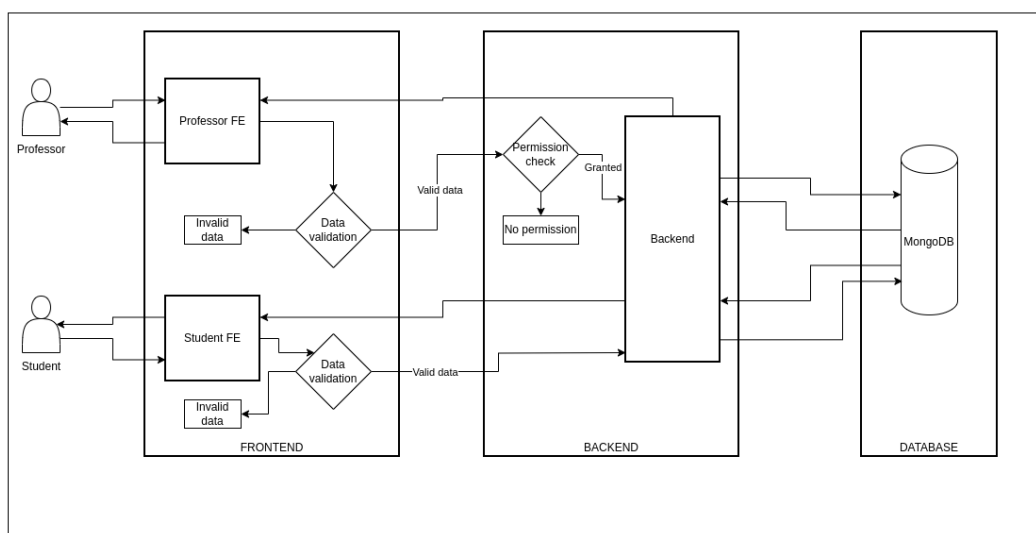 Professor
Professor FE
Invalid
data
Data
validation
Valid data
Permission
check
Granted
No permission
Backend
MongoDB
Student
Student FE
Invalid
data
Data
validation
Valid data
FRONTEND
BACKEND
DATABASE